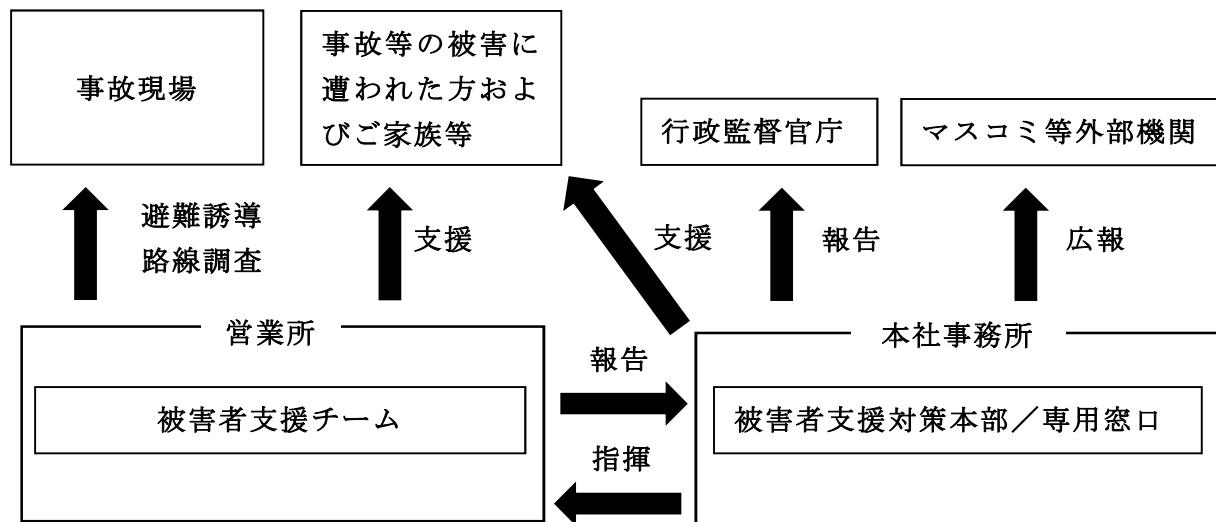 事故現場
事故等の被害に
遭われた方およ
びご家族等
行政監督官庁
マスコミ等外部機関
避難誘導
路線調査
支援
支援
報告
広報
営業所
本社事務所
報告
被害者支援チーム
被害者支援対策本部／専用窓口
指揮